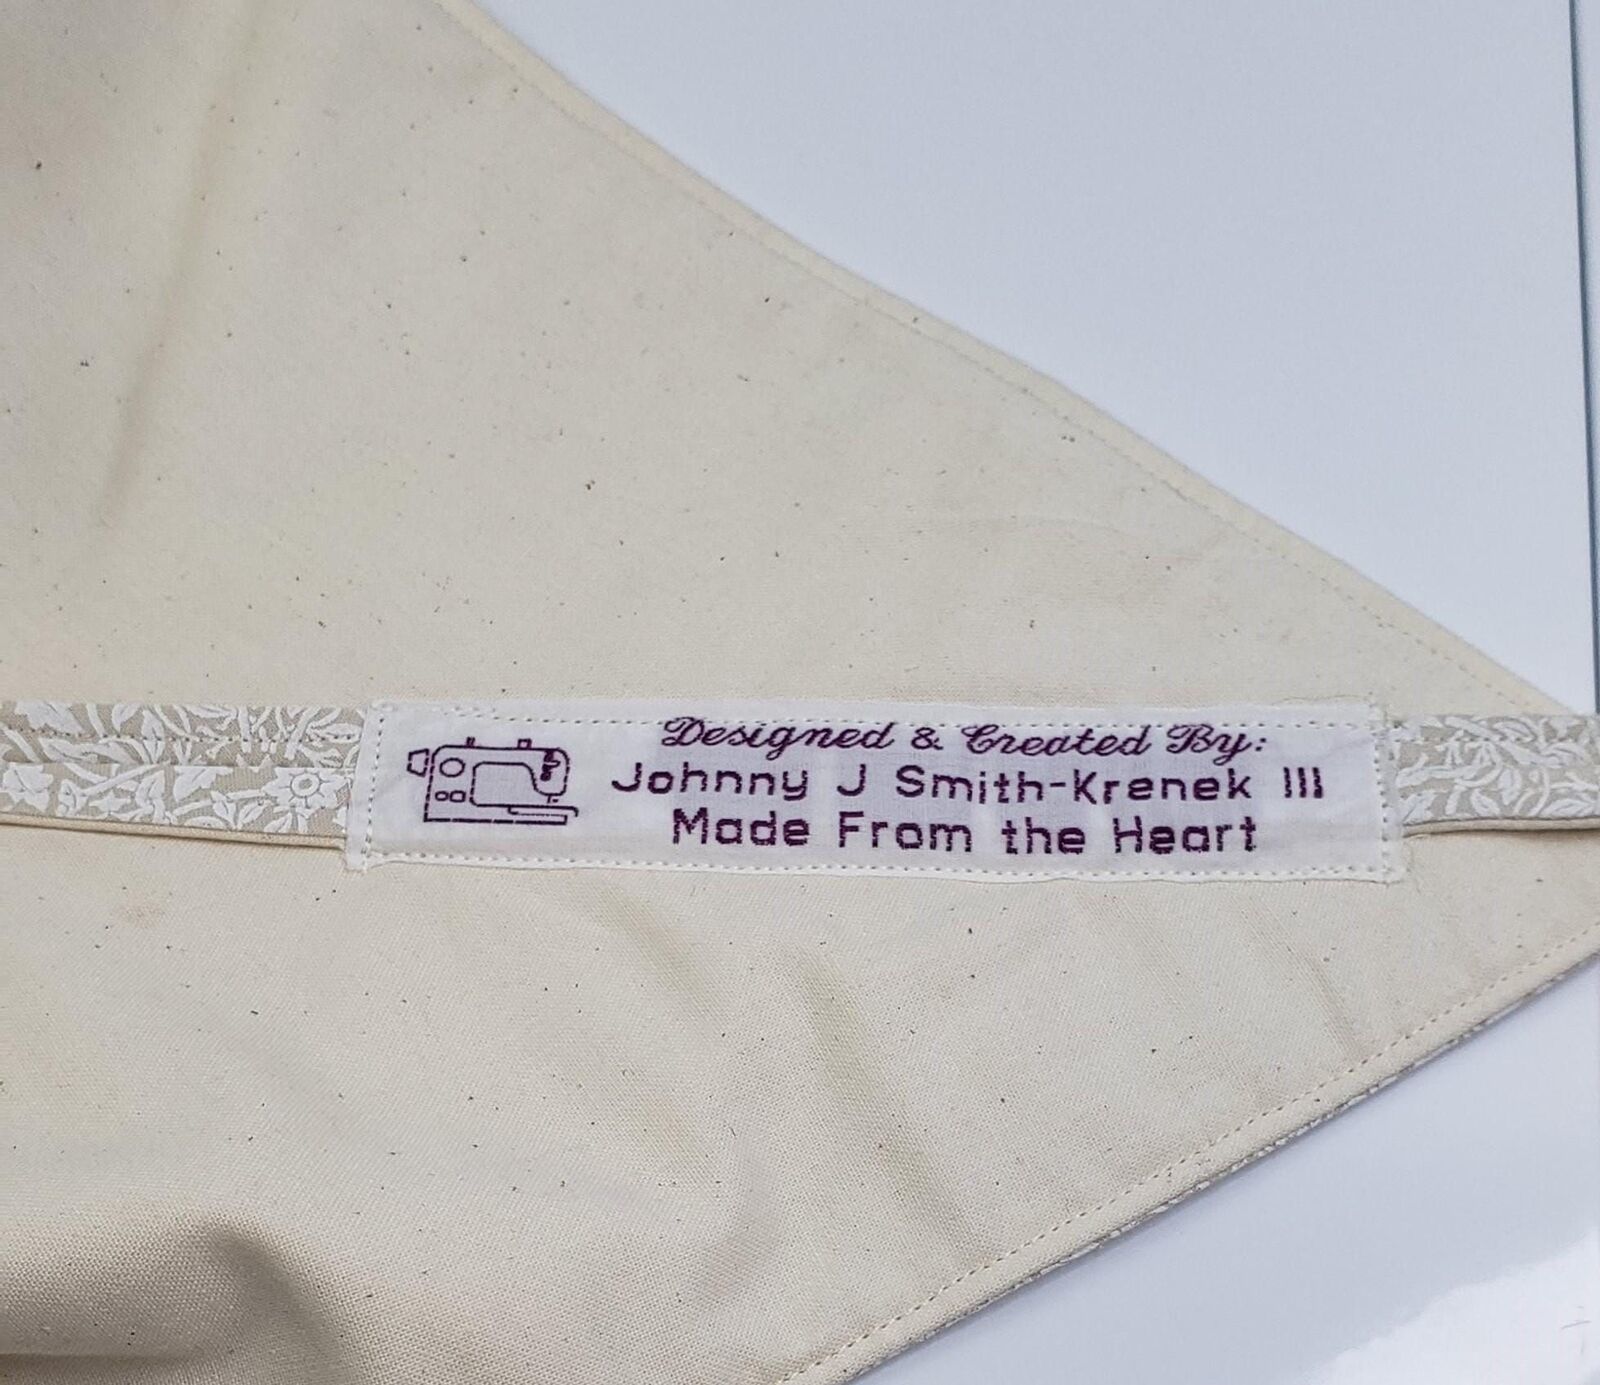 Designed & Created By:
Johnny J Smith-Krenek III
Made From the Heart